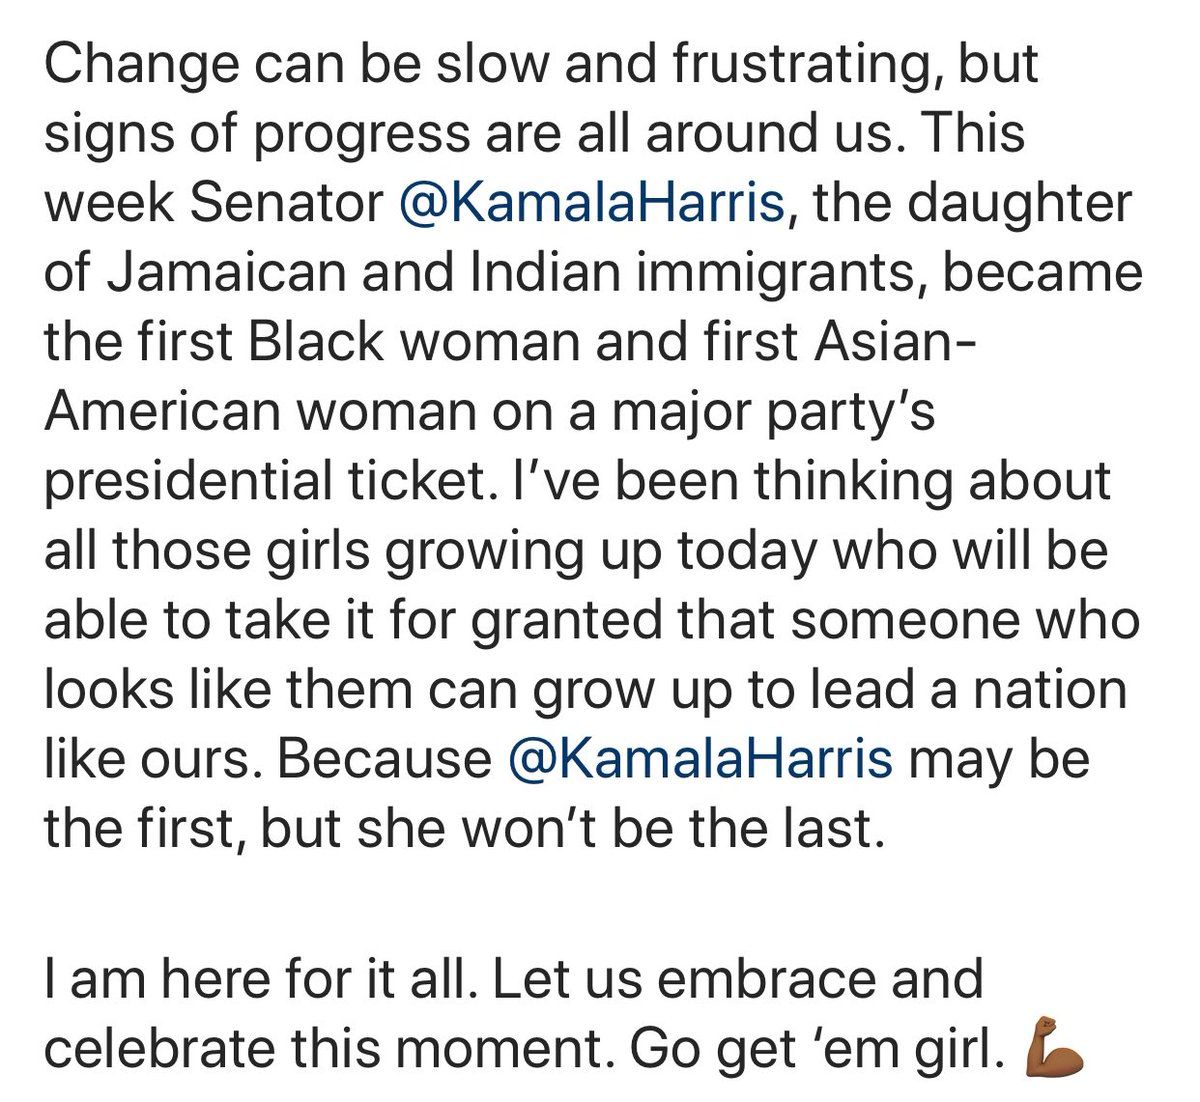 Change can be slow and frustrating, but
signs of progress are all around us. This
week Senator @KamalaHarris, the daughter
of Jamaican and Indian immigrants, became
the first Black woman and first Asian-
American woman on a major party’s
presidential ticket. I’ve been thinking about
all those girls growing up today who will be
able to take it for granted that someone who
looks like them can grow up to lead a nation
like ours. Because @KamalaHarris may be
the first, but she won’t be the last.
I am here for it all. Let us embrace and
celebrate this moment. Go get ‘em girl. 💪🏾